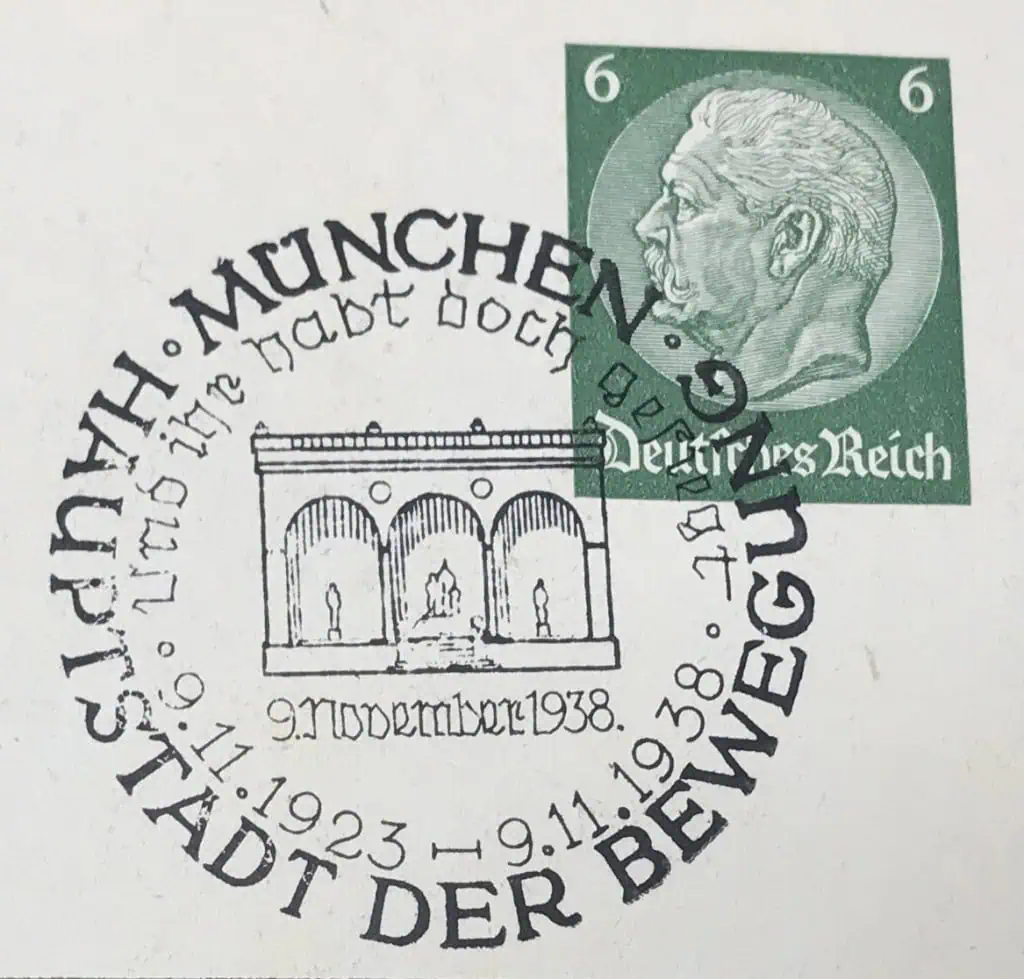 6 6
Deutsches Reich
MÜNCHEN · HAUPTSTADT DER BEWEGUNG ·
Und ihr habt doch gesiegt
9. November 1938.
9.11.1923 – 9.11.1938